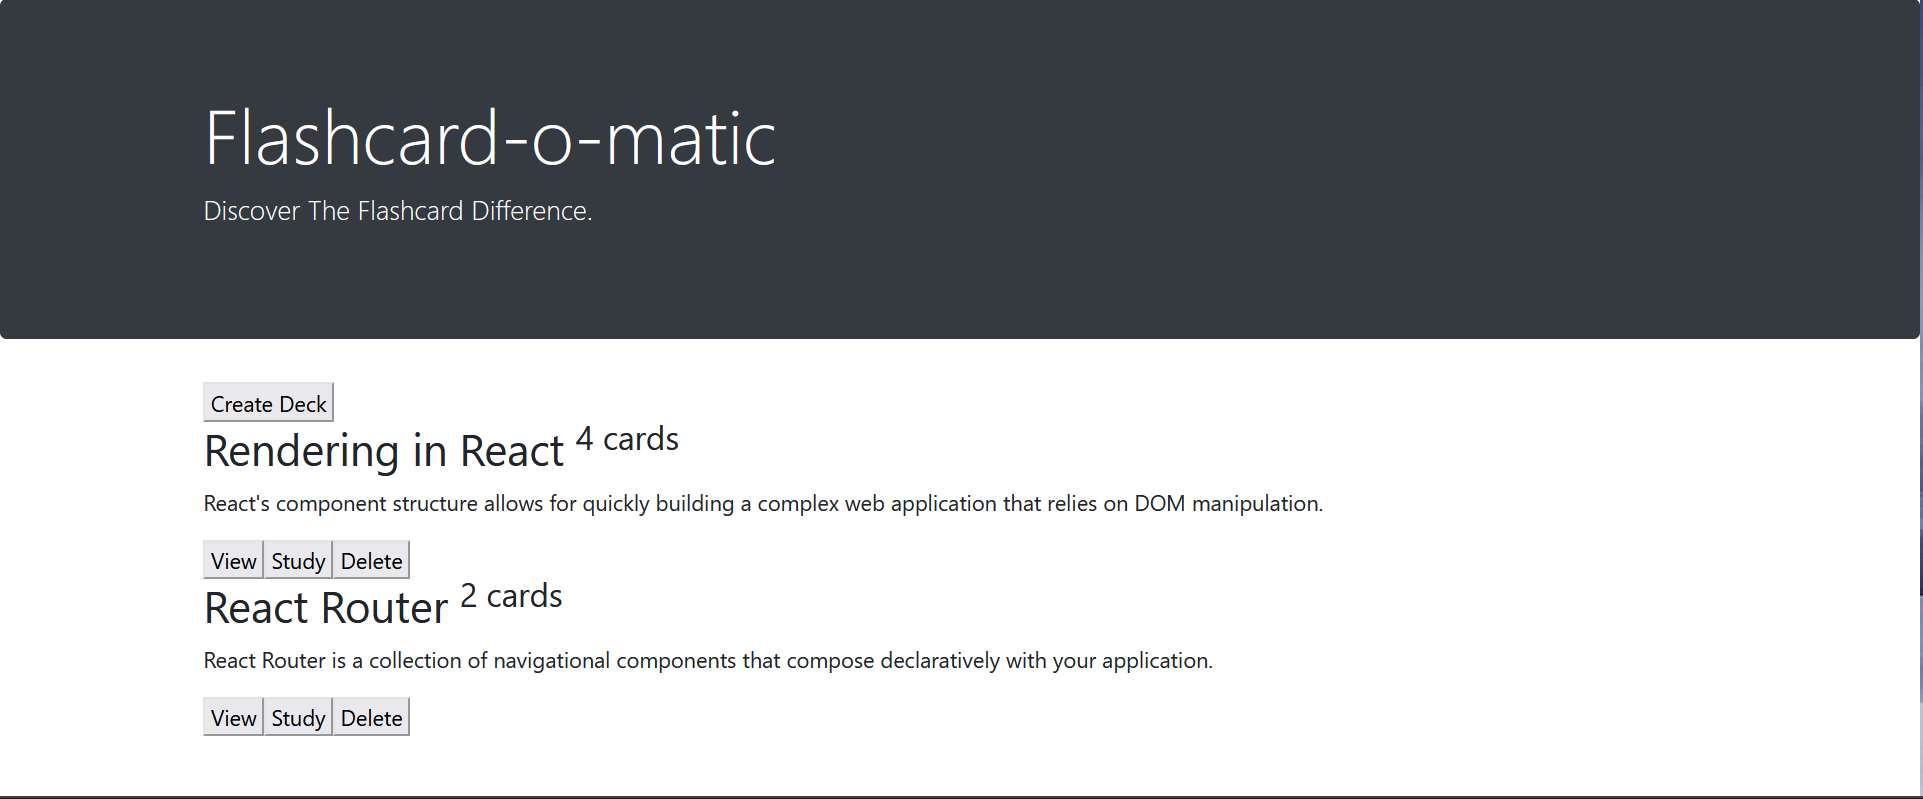 Flashcard-o-matic
Discover The Flashcard Difference.
Create Deck
Rendering in React 4 cards
React's component structure allows for quickly building a complex web application that relies on DOM manipulation.
View Study Delete
React Router 2 cards
React Router is a collection of navigational components that compose declaratively with your application.
View Study Delete